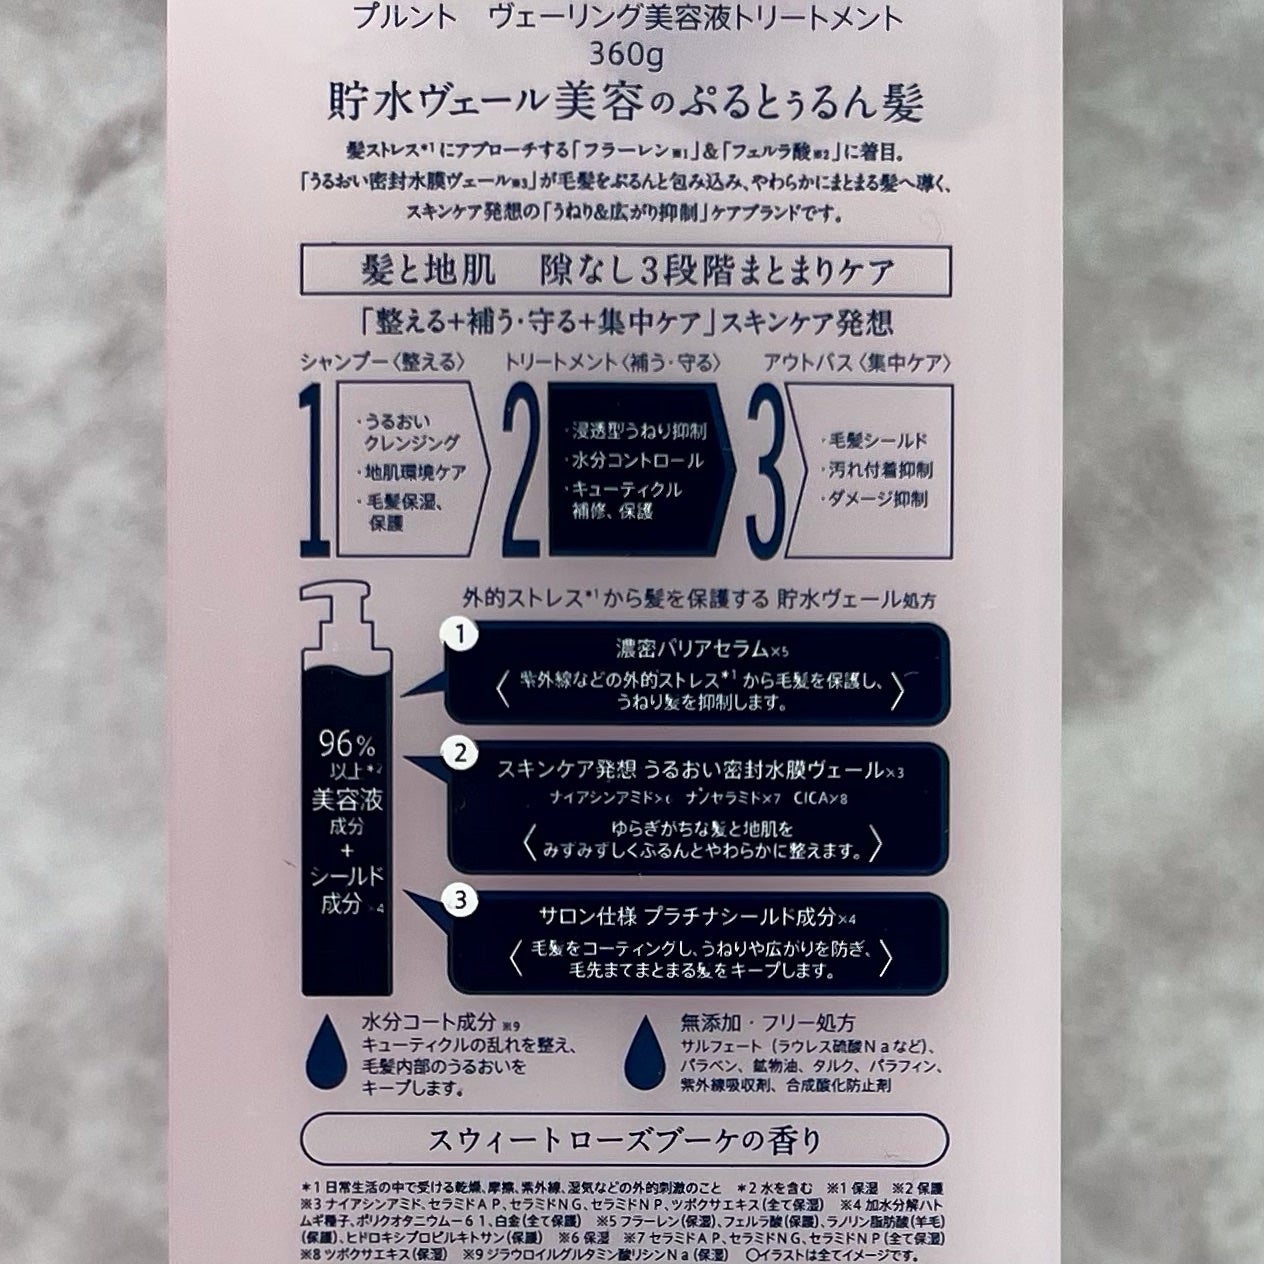 プルント　ヴェーリング美容液トリートメント
360g
貯水ヴェール美容のぷるとぅるん髪
髪ストレス*1にアプローチする「フラーレン※1」&「フェルラ酸※2」に着目。
「うるおい密封水膜ヴェール※3」が毛髪をぷるんと包み込み、やわらかにまとまる髪へ導く、
スキンケア発想の「うねり&広がり抑制」ケアブランドです。
髪と地肌　隙なし3段階まとまりケア
「整える+補う・守る+集中ケア」スキンケア発想
シャンプー〈整える〉 トリートメント〈補う・守る〉 アウトバス〈集中ケア〉
1
・うるおい
クレンジング
・地肌環境ケア
・毛髪保湿、
保護
2
・浸透型うねり抑制
・水分コントロール
・キューティクル
補修、保護
3
・毛髪シールド
・汚れ付着抑制
・ダメージ抑制
外的ストレス*1から髪を保護する 貯水ヴェール処方
96%
以上*2
美容液
成分
+
シールド
成分 ※4
1
濃密バリアセラム※5
〈紫外線などの外的ストレス*1から毛髪を保護し、
うねり髪を抑制します。〉
2
スキンケア発想 うるおい密封水膜ヴェール※3
ナイアシンアミド※6 ナノセラミド※7 CICA※8
〈ゆらぎがちな髪と地肌を
みずみずしくぷるんとやわらかに整えます。〉
3
サロン仕様 プラチナシールド成分※4
〈毛髪をコーティングし、うねりや広がりを防ぎ、
毛先までまとまる髪をキープします。〉
水分コート成分 ※9
キューティクルの乱れを整え、
毛髪内部のうるおいを
キープします。
無添加・フリー処方
サルフェート（ラウレス硫酸Naなど）、
パラベン、鉱物油、タルク、パラフィン、
紫外線吸収剤、合成酸化防止剤
スウィートローズブーケの香り
*1日常生活の中で受ける乾燥、摩擦、紫外線、湿気などの外的刺激のこと　*2水を含む　※1保湿　※2保護
※3ナイアシンアミド、セラミドAP、セラミドNG、セラミドNP、ツボクサエキス(全て保湿)　※4加水分解ハト
ムギ種子、ポリクオタニウム-61、白金(全て保護)　※5フラーレン(保湿)、フェルラ酸(保護)、ラノリン脂肪酸(羊毛)
(保護)、ヒドロキシプロピルキトサン(保護)　※6保湿　※7セラミドAP、セラミドNG、セラミドNP(全て保湿)
※8ツボクサエキス(保湿)　※9ジラウロイルグルタミン酸リシンNa(保湿)　〇イラストは全てイメージです。